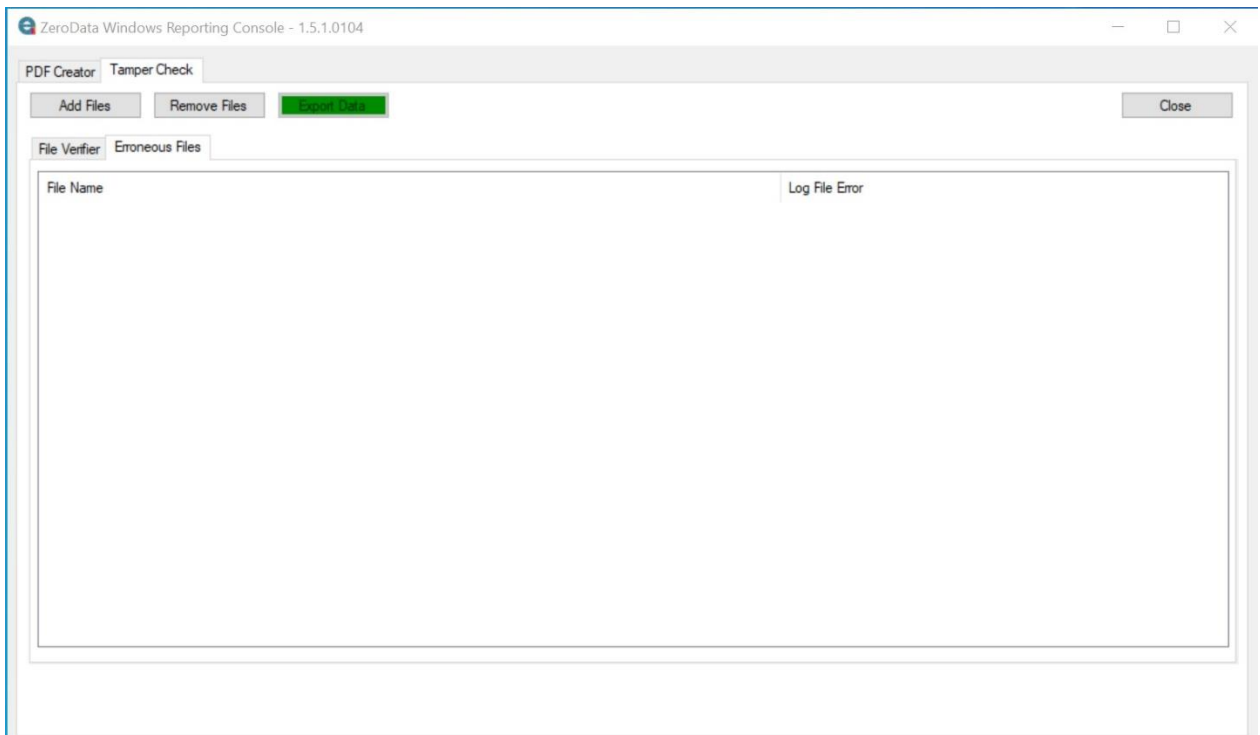 ZeroData Windows Reporting Console - 1.5.1.0104
PDF Creator Tamper Check
Add Files Remove Files Export Data Close
File Verifier Erroneous Files
File Name Log File Error